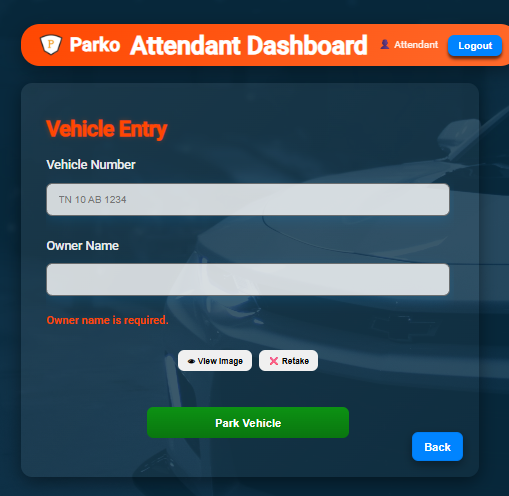 P
Parko Attendant Dashboard Attendant Logout
Vehicle Entry
Vehicle Number
TN 10 AB 1234
Owner Name
Owner name is required.
View Image Retake
Park Vehicle
Back